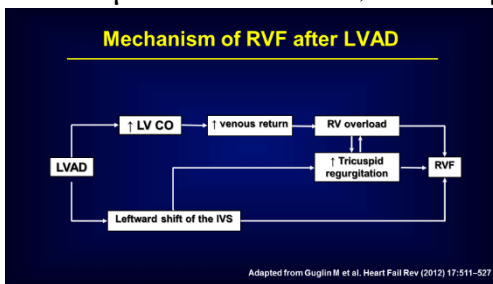 Mechanism of RVF after LVAD
↑ LV CO
↑ venous return
RV overload
LVAD
↑ Tricuspid
regurgitation
RVF
Leftward shift of the IVS
Adapted from Guglin M et al. Heart Fail Rev (2012) 17:511–527